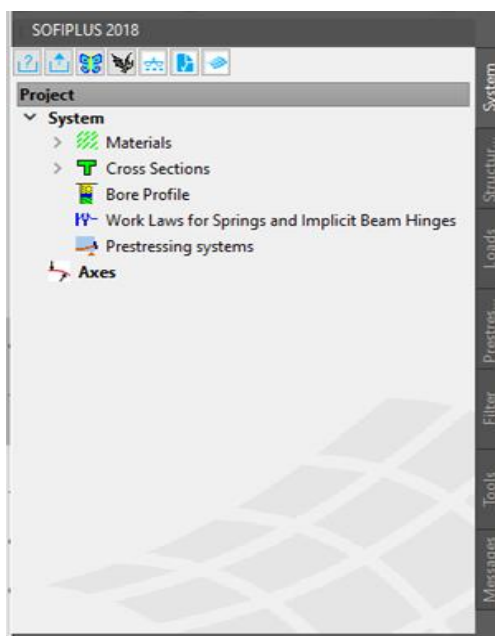 SOFIPLUS 2018
Project
System
Materials
Cross Sections
Bore Profile
Work Laws for Springs and Implicit Beam Hinges
Prestressing systems
Axes
System
Structur...
Loads
Prestres...
Filter
Tools
Messages